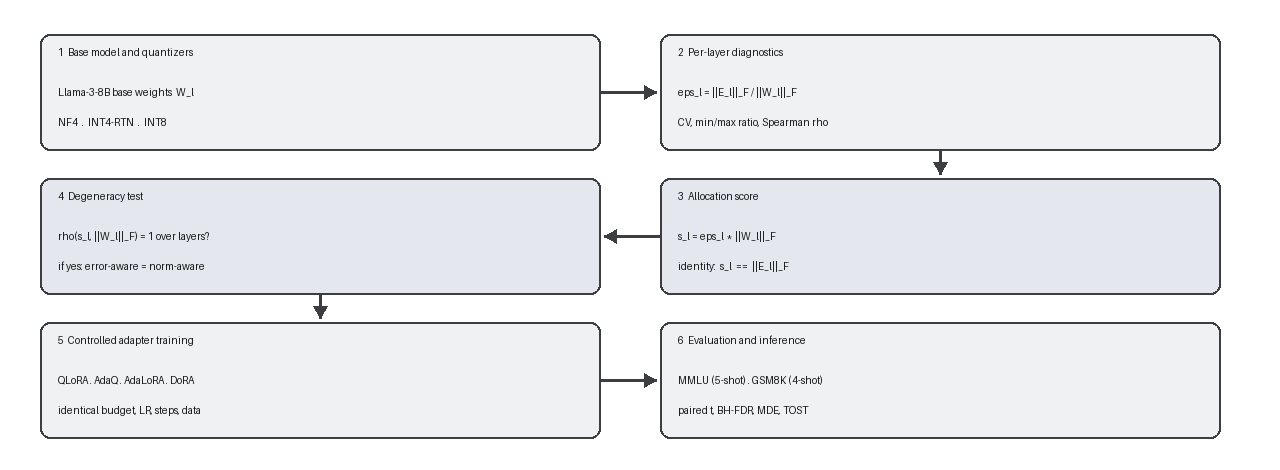 1 Base model and quantizers
Llama-3-8B base weights W_l
NF4 . INT4-RTN . INT8
2 Per-layer diagnostics
eps_l = ||E_l||_F / ||W_l||_F
CV, min/max ratio, Spearman rho
3 Allocation score
s_l = eps_l * ||W_l||_F
identity: s_l == ||E_l||_F
4 Degeneracy test
rho(s_l, ||W_l||_F) = 1 over layers?
if yes: error-aware = norm-aware
5 Controlled adapter training
QLoRA . AdaQ . AdaLoRA . DoRA
identical budget, LR, steps, data
6 Evaluation and inference
MMLU (5-shot) . GSM8K (4-shot)
paired t, BH-FDR, MDE, TOST